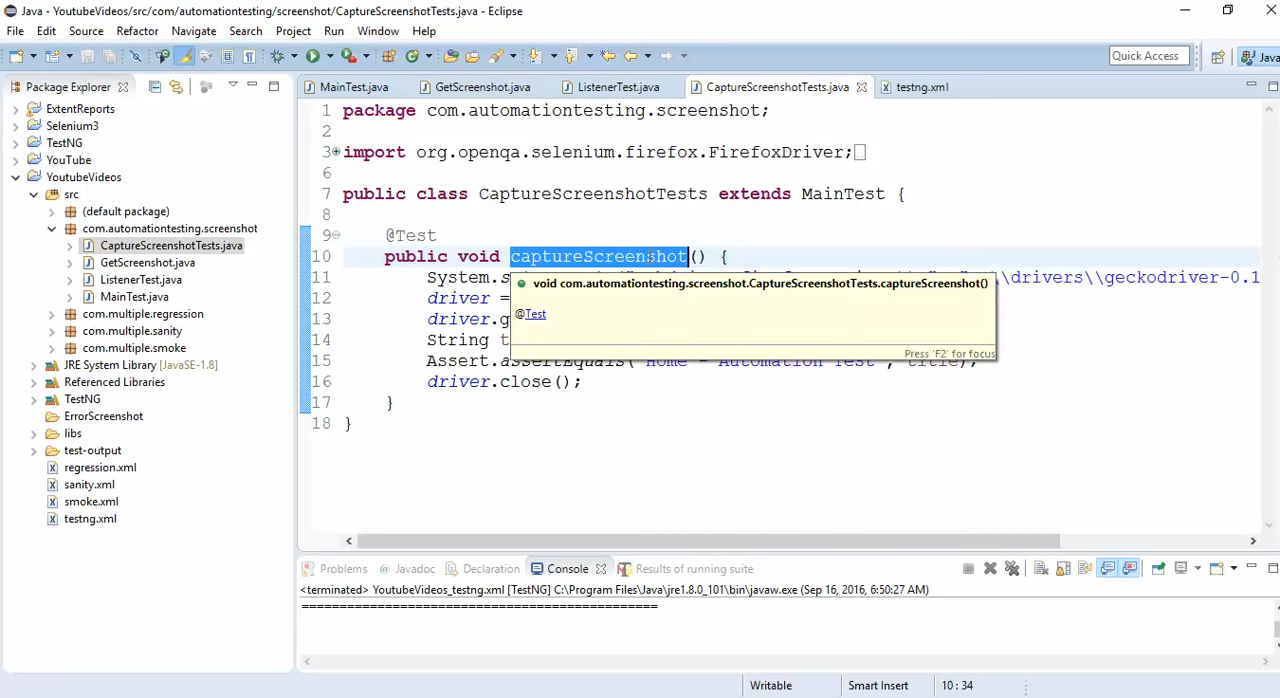 Java - YoutubeVideos/src/com/automationtesting/screenshot/CaptureScreenshotTests.java - Eclipse
File Edit Source Refactor Navigate Search Project Run Window Help
Quick Access
Java
Package Explorer
MainTest.java GetScreenshot.java ListenerTest.java CaptureScreenshotTests.java testng.xml
ExtentReports
Selenium3
TestNG
YouTube
YoutubeVideos
src
(default package)
com.automationtesting.screenshot
CaptureScreenshotTests.java
GetScreenshot.java
ListenerTest.java
MainTest.java
com.multiple.regression
com.multiple.sanity
com.multiple.smoke
JRE System Library [JavaSE-1.8]
Referenced Libraries
TestNG
ErrorScreenshot
libs
test-output
regression.xml
sanity.xml
smoke.xml
testng.xml
1 package com.automationtesting.screenshot;
2
3 import org.openqa.selenium.firefox.FirefoxDriver;
6
7 public class CaptureScreenshotTests extends MainTest {
8
9 @Test
10 public void captureScreenshot() {
11 \\drivers\\geckodriver-0.1
12 driver =
13
14 String
15
16 driver.close();
17 }
18 }
void com.automationtesting.screenshot.CaptureScreenshotTests.captureScreenshot()
@Test
Press 'F2' for focus
Problems Javadoc Declaration Console Results of running suite
<terminated> YoutubeVideos_testng.xml [TestNG] C:\Program Files\Java\jre1.8.0_101\bin\javaw.exe (Sep 16, 2016, 6:50:27 AM)
===============================================
Writable Smart Insert 10 : 34